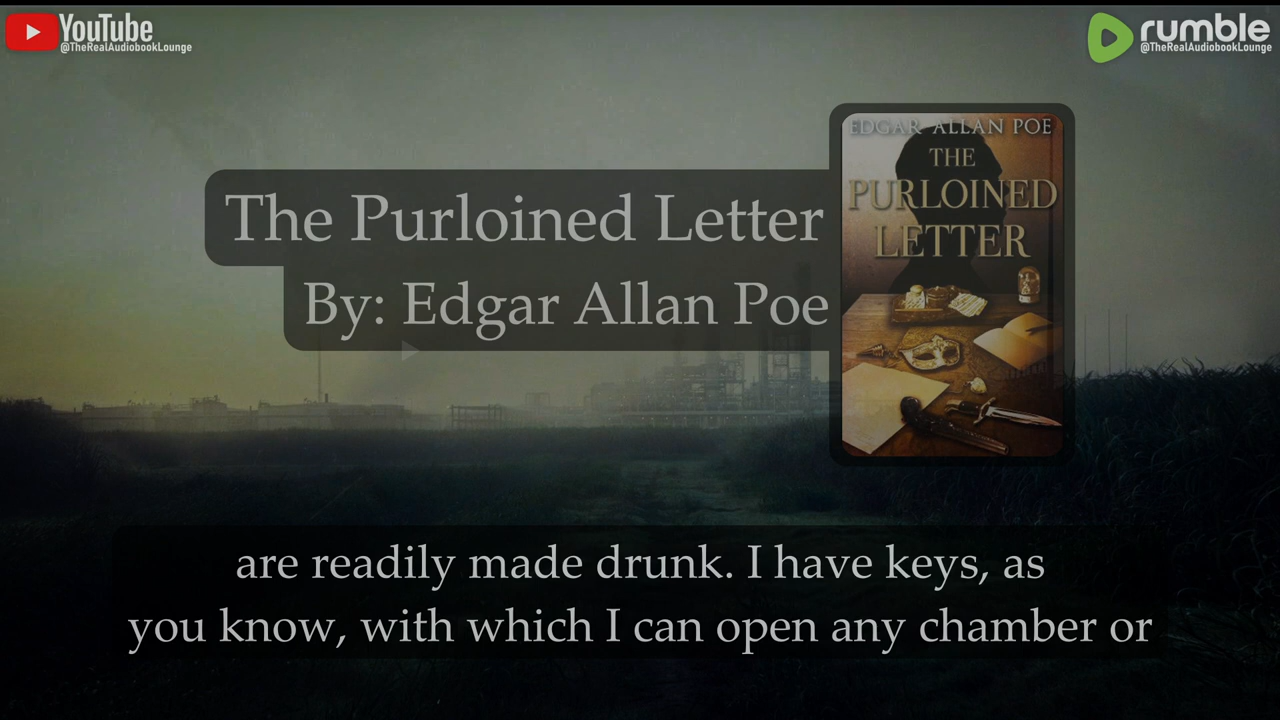 YouTube
@TheRealAudiobookLounge
rumble
@TheRealAudiobookLounge
The Purloined Letter
By: Edgar Allan Poe
EDGAR ALLAN POE
THE
PURLOINED
LETTER
are readily made drunk. I have keys, as
you know, with which I can open any chamber or